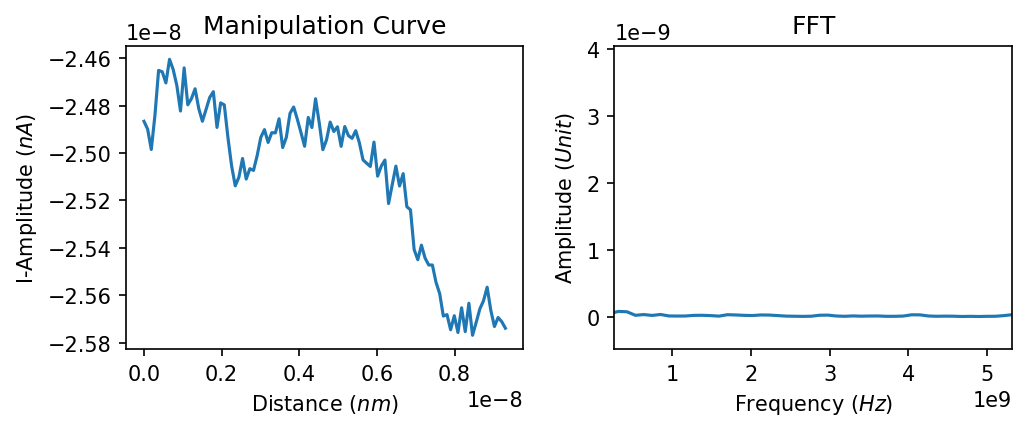 Manipulation Curve
1e−8
I-Amplitude (nA)
−2.46
−2.48
−2.50
−2.52
−2.54
−2.56
−2.58
0.0 0.2 0.4 0.6 0.8
Distance (nm)
1e−8
FFT
1e−9
Amplitude (Unit)
4
3
2
1
0
1 2 3 4 5
Frequency (Hz)
1e9